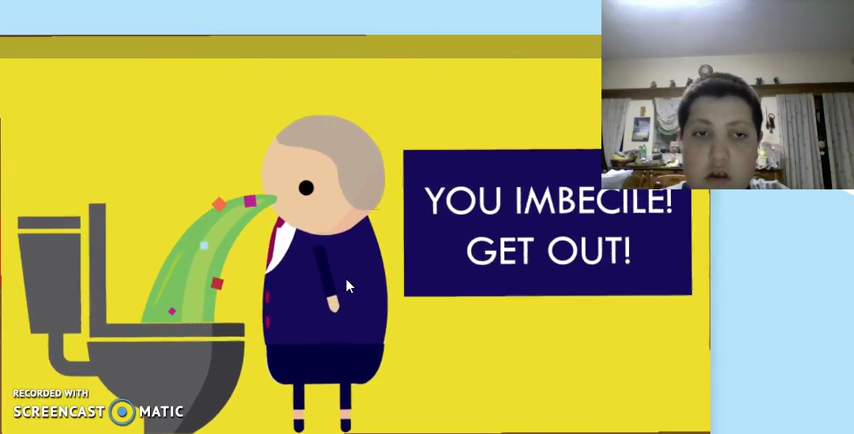 YOU IMBECILE!
GET OUT!
RECORDED WITH
SCREENCAST MATIC